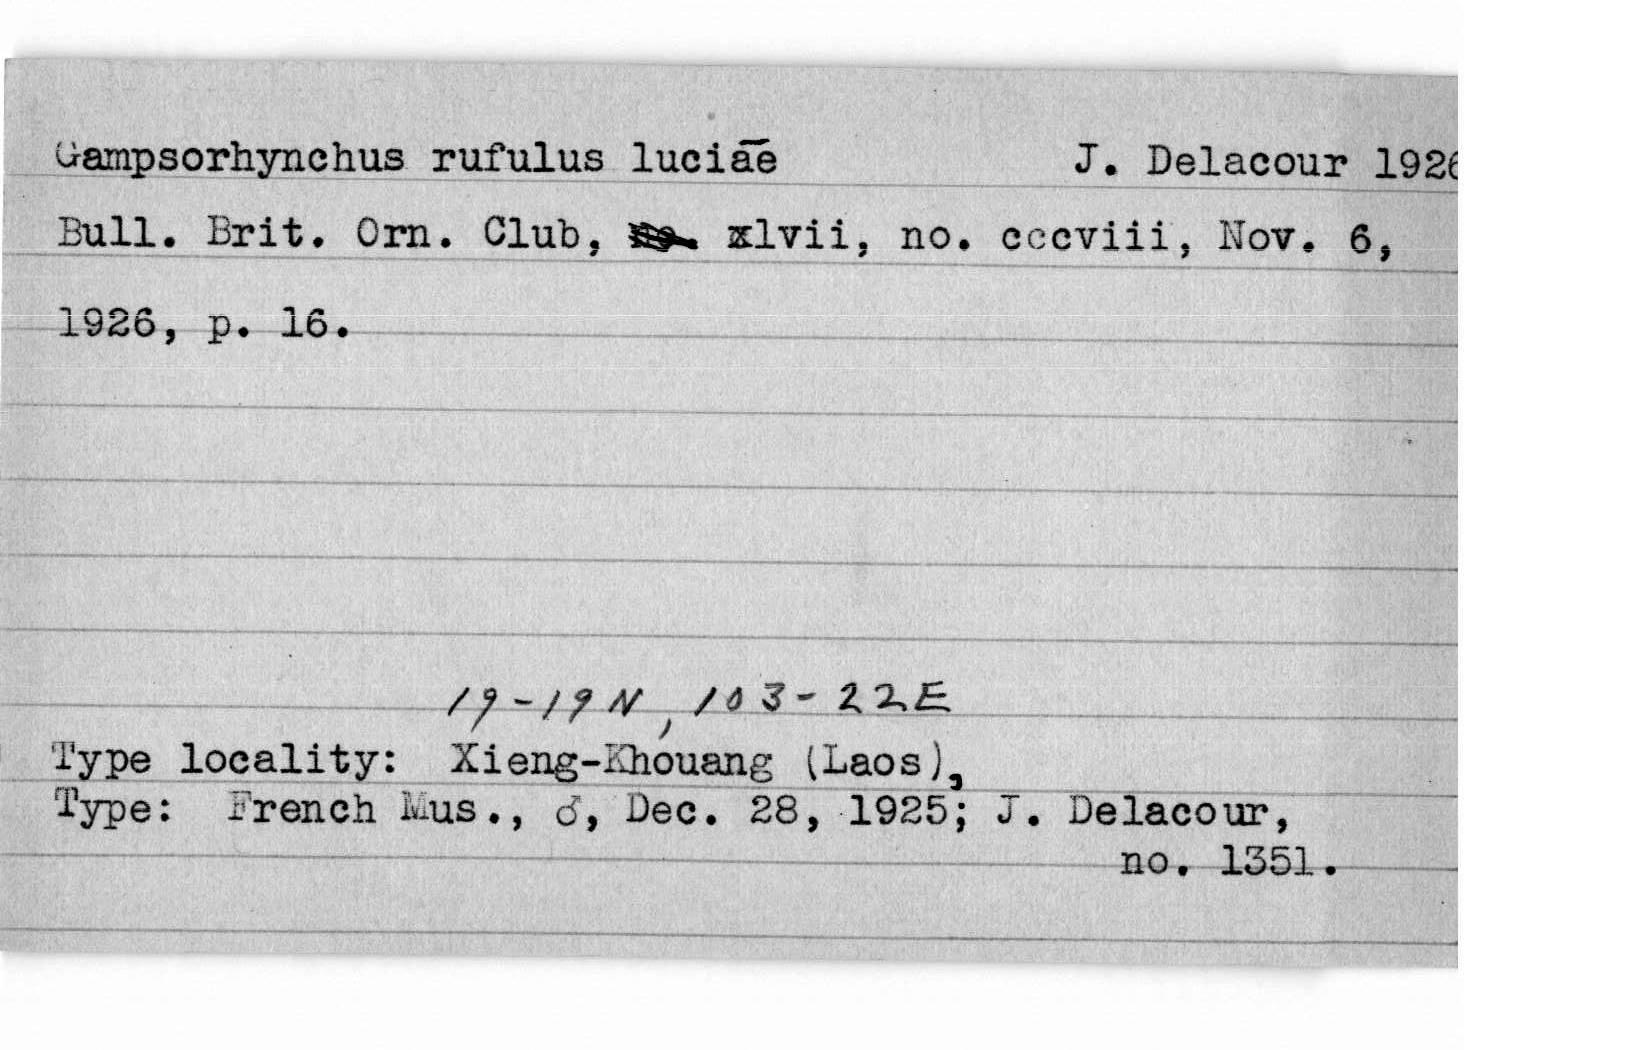 Gampsorhynchus rufulus luciae J. Delacour 1926
Bull. Brit. Orn. Club, xlvii, no. cccviii, Nov. 6,
1926, p. 16.
19-19N, 103-22E
Type locality: Xieng-Khouang (Laos),
Type: French Mus., ♂, Dec. 28, 1925; J. Delacour,
no. 1351.